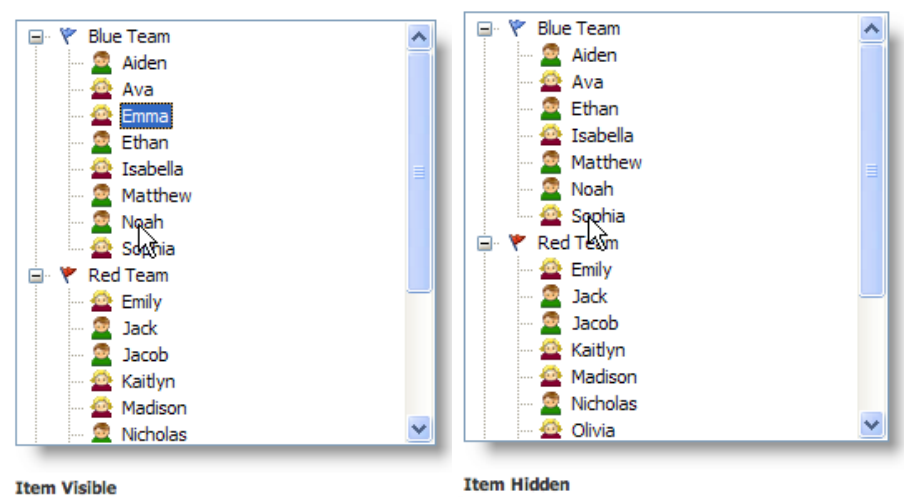 Blue Team
Aiden
Ava
Emma
Ethan
Isabella
Matthew
Noah
Sophia
Red Team
Emily
Jack
Jacob
Kaitlyn
Madison
Nicholas
Item Visible
Blue Team
Aiden
Ava
Ethan
Isabella
Matthew
Noah
Sophia
Red Team
Emily
Jack
Jacob
Kaitlyn
Madison
Nicholas
Olivia
Item Hidden